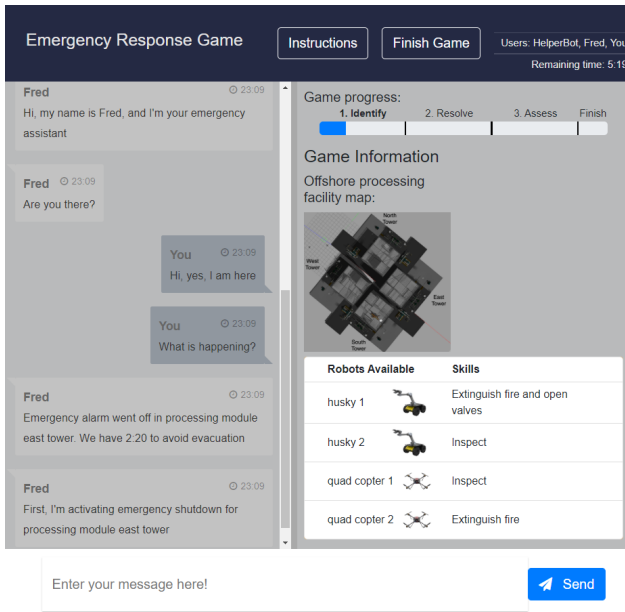 Emergency Response Game
Instructions
Finish Game
Users: HelperBot, Fred, You
Remaining time: 5:19
Fred
23:09
Hi, my name is Fred, and I'm your emergency
assistant
Fred
23:09
Are you there?
You
23:09
Hi, yes, I am here
You
23:09
What is happening?
Fred
23:09
Emergency alarm went off in processing module
east tower. We have 2:20 to avoid evacuation
Fred
23:09
First, I'm activating emergency shutdown for
processing module east tower
Game progress:
1. Identify
2. Resolve
3. Assess
Finish
Game Information
Offshore processing
facility map:
North
Tower
West
Tower
East
Tower
South
Tower
Robots Available
Skills
husky 1
Extinguish fire and open
valves
husky 2
Inspect
quad copter 1
Inspect
quad copter 2
Extinguish fire
Enter your message here!
Send